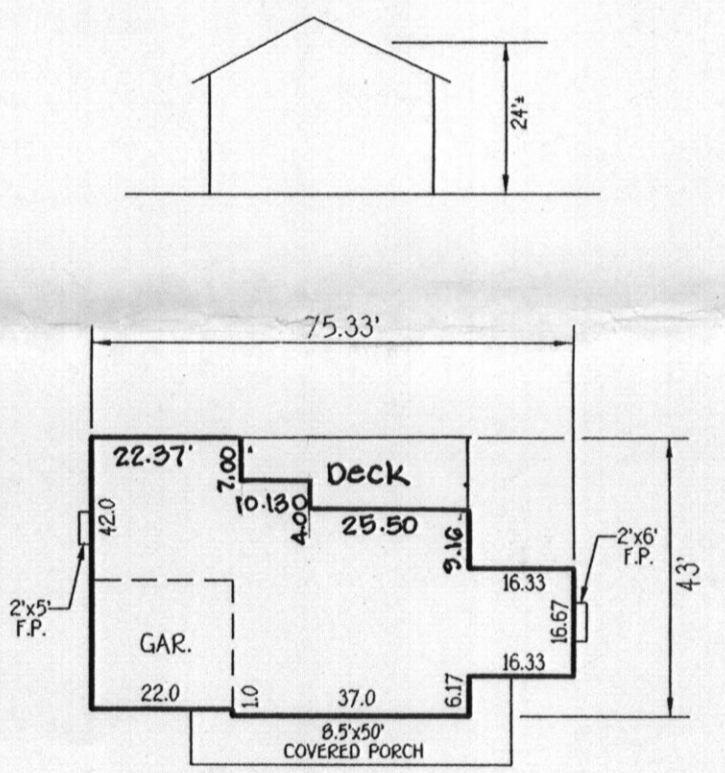 24'±
75.33'
22.37'
7.00'
Deck
10.130
4.00
25.50
9.16
42.0
16.33
2'x6'
F.P.
43'
16.67
2'x5'
F.P.
GAR.
16.33
22.0
1.0
37.0
6.17
8.5'x50'
COVERED PORCH